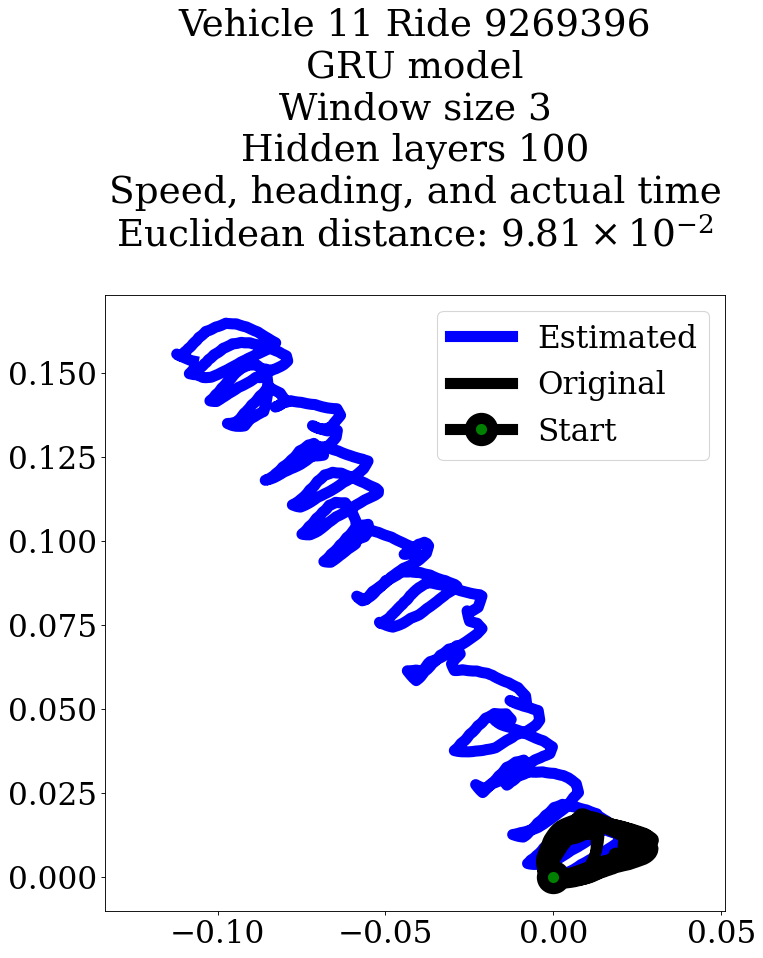 Vehicle 11 Ride 9269396
GRU model
Window size 3
Hidden layers 100
Speed, heading, and actual time
Euclidean distance: 9.81 × 10⁻²
Estimated
Original
Start
0.150
0.125
0.100
0.075
0.050
0.025
0.000
−0.10
−0.05
0.00
0.05